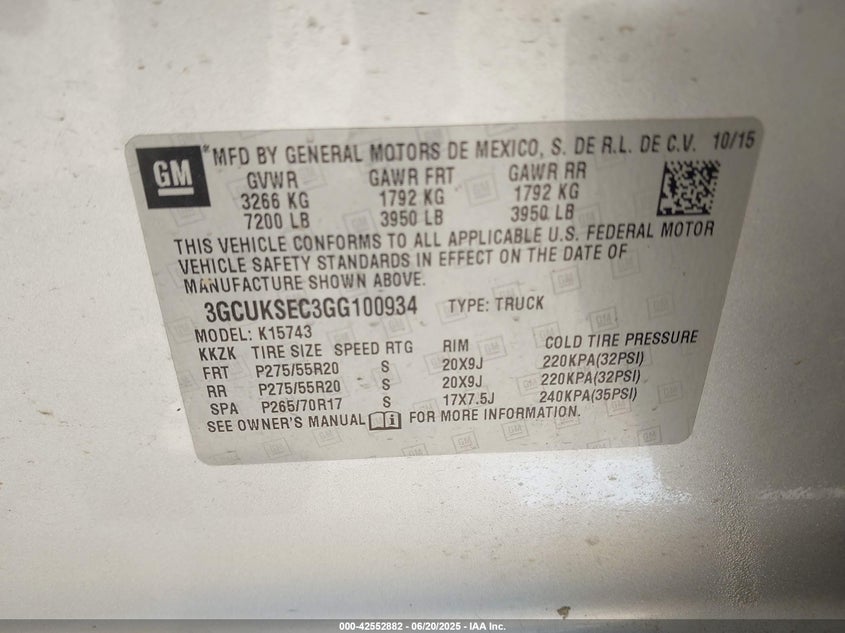 GM
*MFD BY GENERAL MOTORS DE MEXICO, S. DE R.L. DE C.V. 10/15
GVWR GAWR FRT GAWR RR
3266 KG 1792 KG 1792 KG
7200 LB 3950 LB 3950 LB
THIS VEHICLE CONFORMS TO ALL APPLICABLE U.S. FEDERAL MOTOR
VEHICLE SAFETY STANDARDS IN EFFECT ON THE DATE OF
MANUFACTURE SHOWN ABOVE.
3GCUKSEC3GG100934 TYPE: TRUCK
MODEL: K15743
KKZK TIRE SIZE SPEED RTG RIM COLD TIRE PRESSURE
FRT P275/55R20 S 20X9J 220KPA(32PSI)
RR P275/55R20 S 20X9J 220KPA(32PSI)
SPA P265/70R17 S 17X7.5J 240KPA(35PSI)
SEE OWNER'S MANUAL FOR MORE INFORMATION.
000-42552882 - 06/20/2025 - IAA Inc.